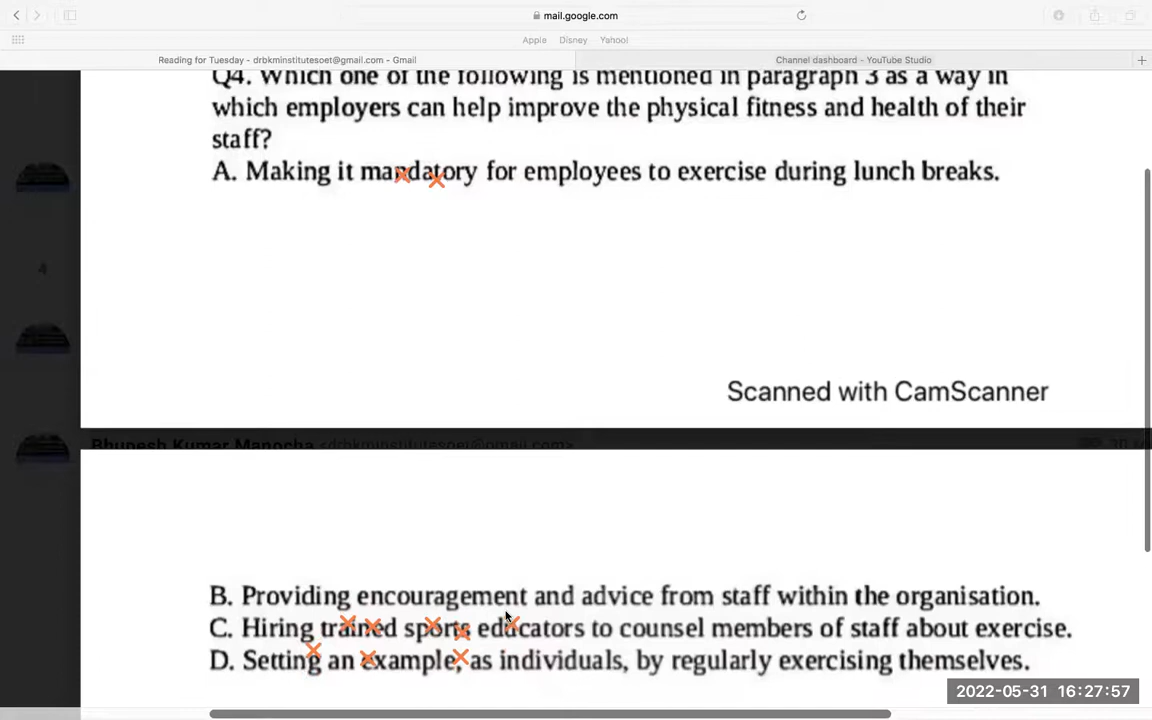 mail.google.com
Apple Disney Yahoo!
Reading for Tuesday - drbkminstitutesoet@gmail.com - Gmail
Channel dashboard - YouTube Studio
Q4. Which one of the following is mentioned in paragraph 3 as a way in
which employers can help improve the physical fitness and health of their
staff?
A. Making it mandatory for employees to exercise during lunch breaks.
4
Scanned with CamScanner
Bhupesh Kumar Manocha <drbkminstitutesoet@gmail.com>
B. Providing encouragement and advice from staff within the organisation.
C. Hiring trained sports educators to counsel members of staff about exercise.
D. Setting an example, as individuals, by regularly exercising themselves.
2022-05-31 16:27:57